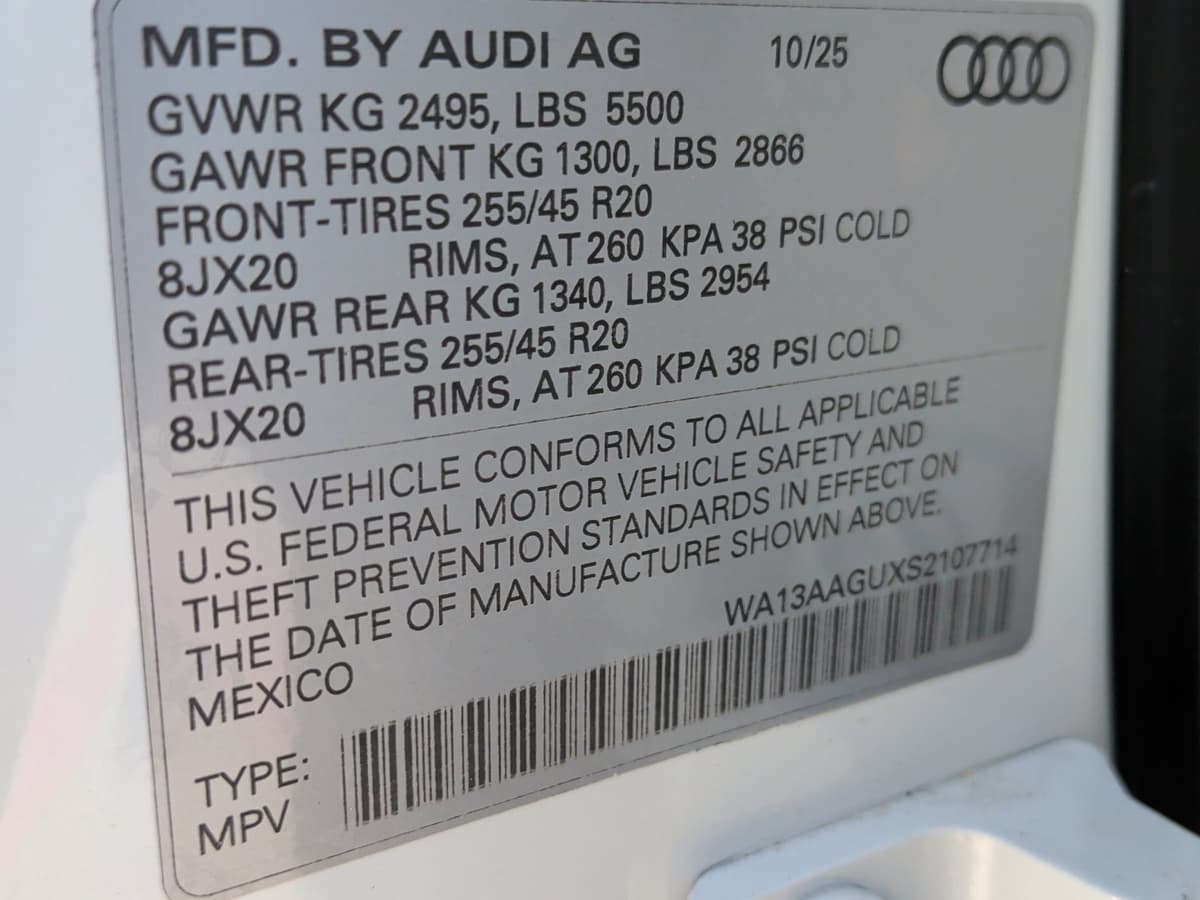 MFD. BY AUDI AG 10/25
GVWR KG 2495, LBS 5500
GAWR FRONT KG 1300, LBS 2866
FRONT-TIRES 255/45 R20
8JX20 RIMS, AT 260 KPA 38 PSI COLD
GAWR REAR KG 1340, LBS 2954
REAR-TIRES 255/45 R20
8JX20 RIMS, AT 260 KPA 38 PSI COLD
THIS VEHICLE CONFORMS TO ALL APPLICABLE
U.S. FEDERAL MOTOR VEHICLE SAFETY AND
THEFT PREVENTION STANDARDS IN EFFECT ON
THE DATE OF MANUFACTURE SHOWN ABOVE.
MEXICO
WA13AAGUXS2107714
TYPE:
MPV